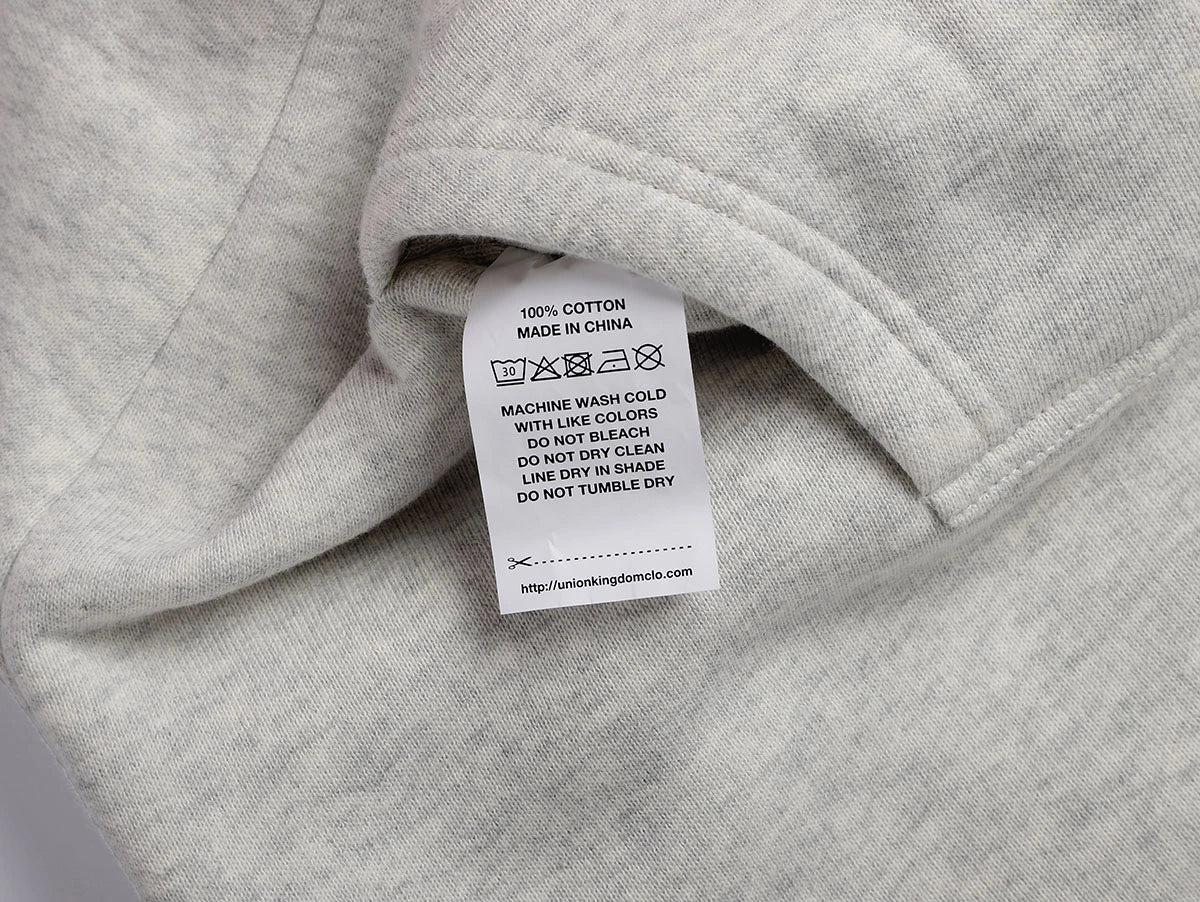 100% COTTON
MADE IN CHINA
30
MACHINE WASH COLD
WITH LIKE COLORS
DO NOT BLEACH
DO NOT DRY CLEAN
LINE DRY IN SHADE
DO NOT TUMBLE DRY
http://unionkingdomclo.com